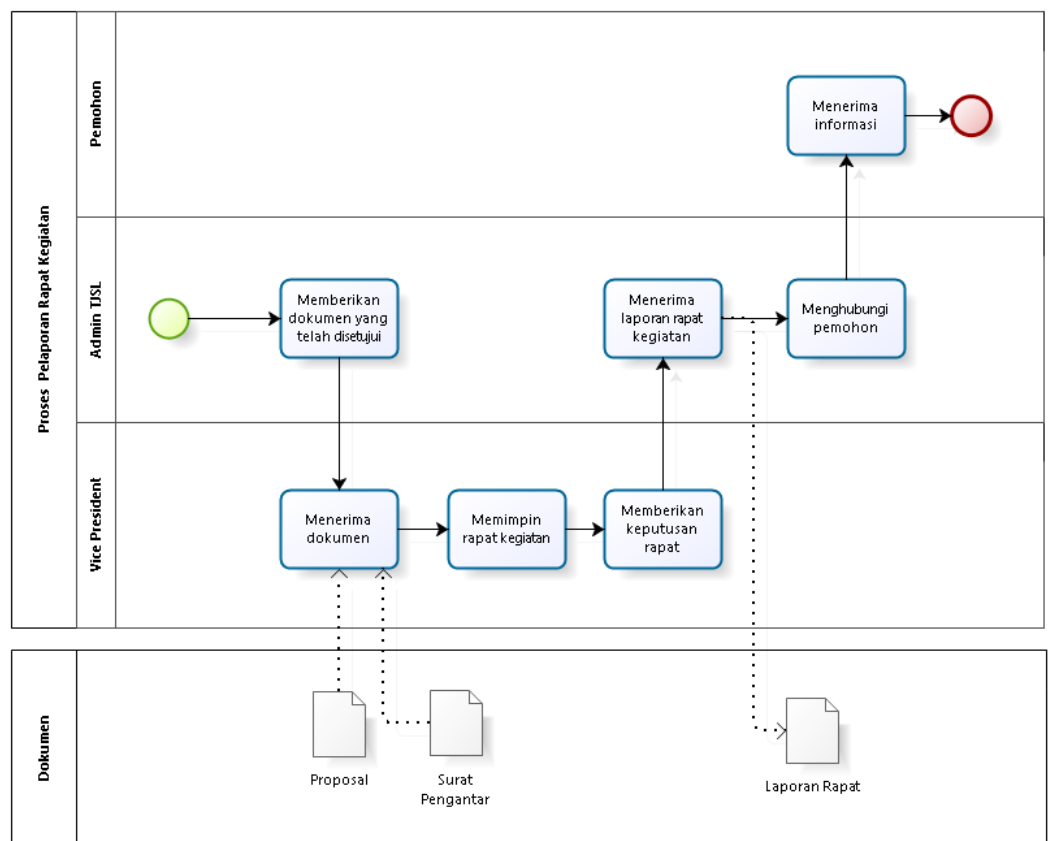 Proses Pelaporan Rapat Kegiatan
Pemohon
Menerima
informasi
Admin TJSL
Memberikan
dokumen yang
telah disetujui
Menerima
laporan rapat
kegiatan
Menghubungi
pemohon
Vice President
Menerima
dokumen
Memimpin
rapat kegiatan
Memberikan
keputusan
rapat
Dokumen
Proposal
Surat
Pengantar
Laporan Rapat